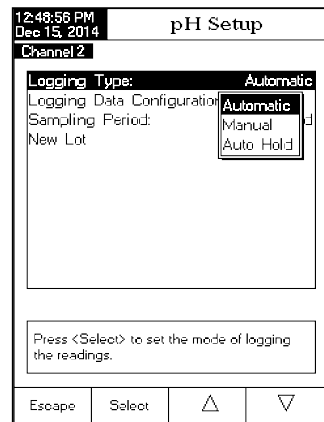 12:48:56 PM
Dec 15, 2014
pH Setup
Channel 2
Logging Type: Automatic
Logging Data Configuration
Automatic
Sampling Period:
Manual
New Lot
Auto Hold
Press <Select> to set the mode of logging
the readings.
Escape Select △ ▽